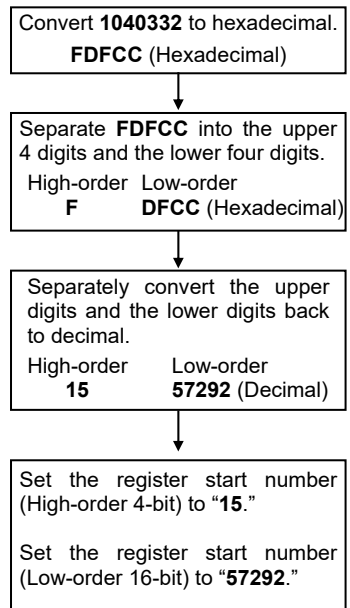 Convert 1040332 to hexadecimal.
FDFCC (Hexadecimal)
Separate FDFCC into the upper
4 digits and the lower four digits.
High-order Low-order
F DFCC (Hexadecimal)
Separately convert the upper
digits and the lower digits back
to decimal.
High-order Low-order
15 57292 (Decimal)
Set the register start number
(High-order 4-bit) to “15.”
Set the register start number
(Low-order 16-bit) to “57292.”